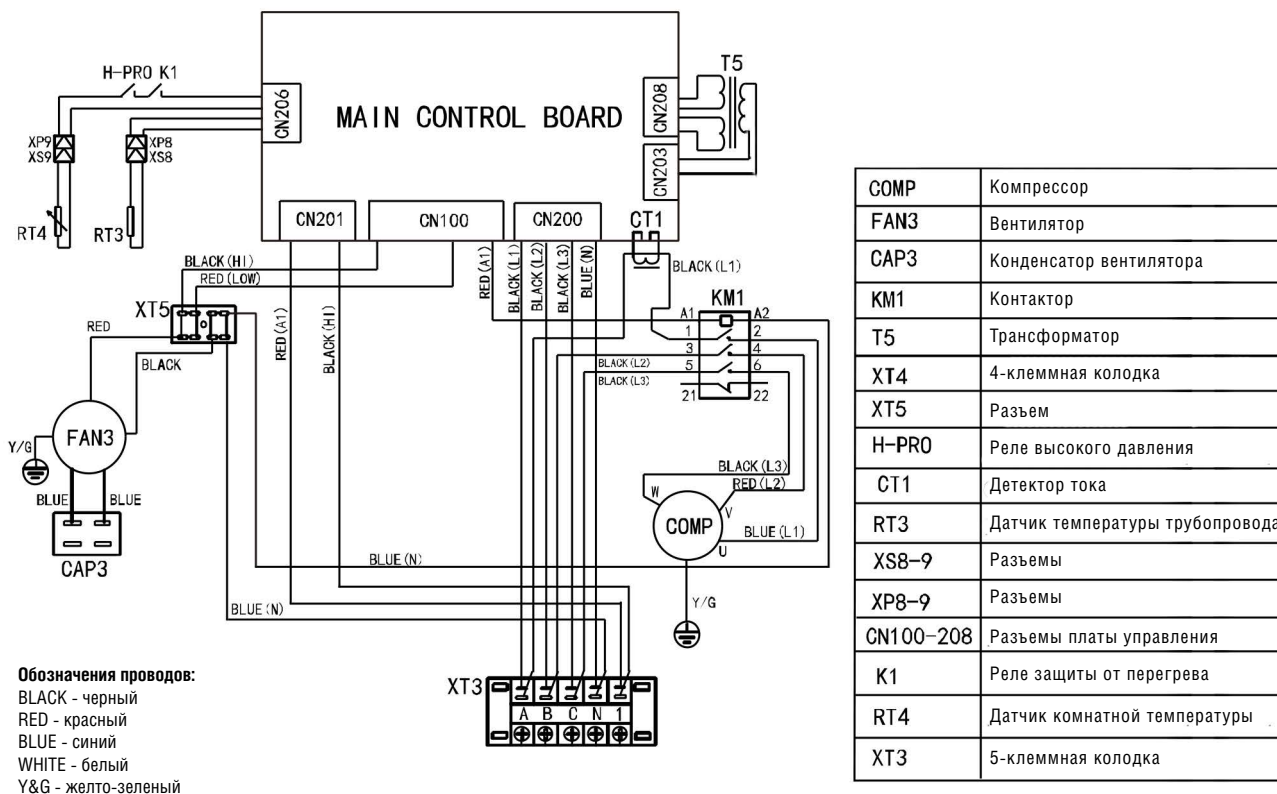 MAIN CONTROL BOARD
H-PRO K1
CN206
XP9
XS9
XP8
XS8
RT4
RT3
CN208
T5
CN203
CN201
CN100
CN200
CT1
BLACK(HI)
RED(LOW)
RED(A1)
BLACK(L1)
BLACK(L2)
BLACK(L3)
BLUE(N)
BLACK(L1)
KM1
XT5
RED
BLACK
RED(A1)
BLACK(HI)
A1
A2
1
2
3
4
BLACK(L2)
5
6
BLACK(L3)
21
22
FAN3
Y/G
BLUE
BLUE
CAP3
BLACK(L3)
RED(L2)
W
V
COMP
BLUE(L1)
U
BLUE(N)
BLUE(N)
Y/G
XT3
A B C N 1
Обозначения проводов:
BLACK - черный
RED - красный
BLUE - синий
WHITE - белый
Y&G - желто-зеленый
COMP Компрессор
FAN3 Вентилятор
CAP3 Конденсатор вентилятора
KM1 Контактор
T5 Трансформатор
XT4 4-клеммная колодка
XT5 Разъем
H-PRO Реле высокого давления
CT1 Детектор тока
RT3 Датчик температуры трубопровода
XS8-9 Разъемы
XP8-9 Разъемы
CN100-208 Разъемы платы управления
K1 Реле защиты от перегрева
RT4 Датчик комнатной температуры
XT3 5-клеммная колодка